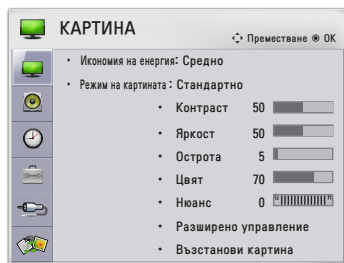 КАРТИНА
Преместване ⦿ OK
• Икономия на енергия: Средно
• Режим на картината : Стандартно
• Контраст 50
• Яркост 50
• Острота 5
• Цвят 70
• Нюанс 0
• Разширено управление
• Възстанови картина